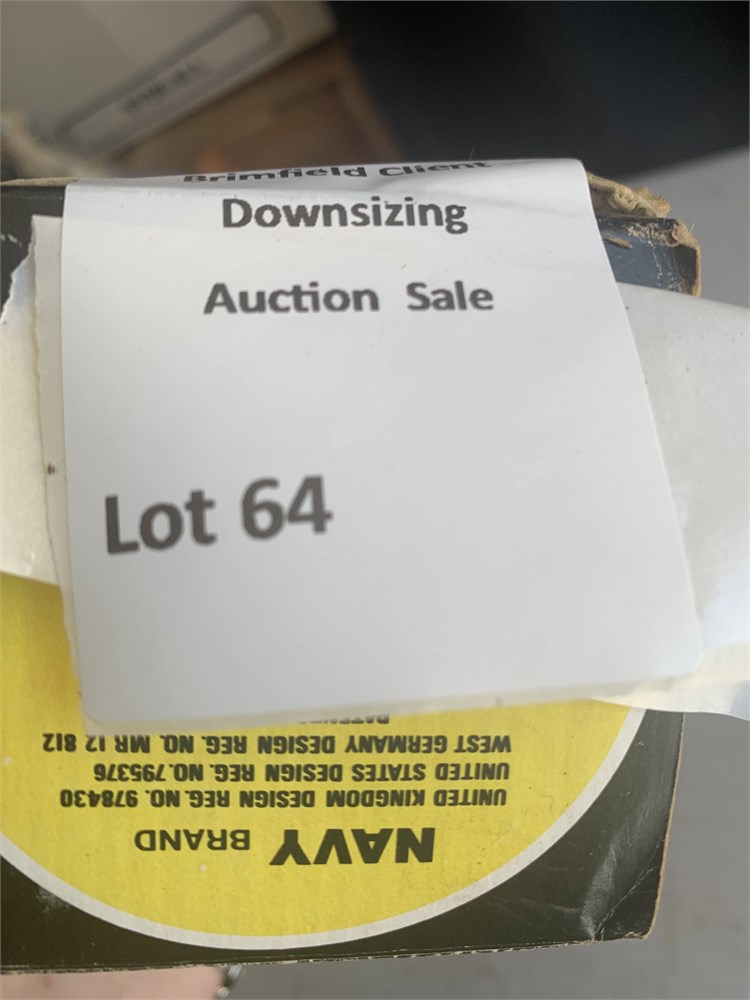 Brimfield Client
Downsizing
Auction Sale
Lot 64
NAVY BRAND
UNITED KINGDOM DESIGN REG. NO. 978430
UNITED STATES DESIGN REG. NO. 795376
WEST GERMANY DESIGN REG. NO. MR 12 812